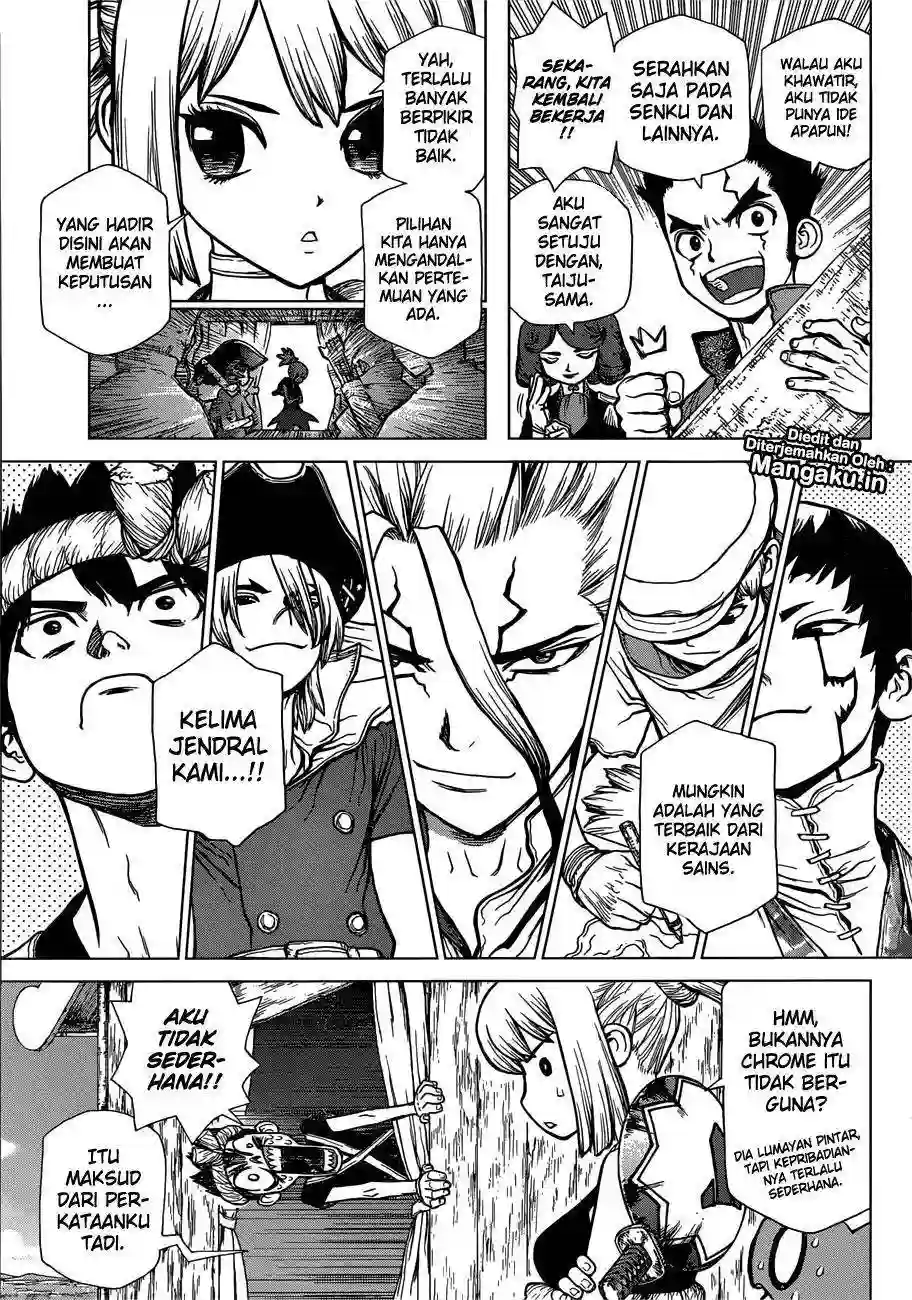 WALAU AKU
KHAWATIR,
AKU TIDAK
PUNYA IDE
APAPUN!
SERAHKAN
SAJA PADA
SENKU DAN
LAINNYA.
SEKA-
RANG, KITA
KEMBALI
BEKERJA
!!
AKU
SANGAT
SETUJU
DENGAN,
TAIJU-
SAMA.
YAH,
TERLALU
BANYAK
BERPIKIR
TIDAK
BAIK.
PILIHAN
KITA HANYA
MENGANDAL-
KAN PERTE-
MUAN YANG
ADA.
YANG HADIR
DISINI AKAN
MEMBUAT
KEPUTUSAN
...
Diedit dan
Diterjemahkan Oleh :
Mangaku.in
MUNGKIN
ADALAH YANG
TERBAIK DARI
KERAJAAN
SAINS.
KELIMA
JENDRAL
KAMI...!!
HMM,
BUKANNYA
CHROME ITU
TIDAK BER-
GUNA?
DIA LUMAYAN PINTAR,
TAPI KEPRIBADIAN-
NYA TERLALU
SEDERHANA.
AKU
TIDAK
SEDER-
HANA!!
ITU
MAKSUD
DARI PER-
KATAANKU
TADI.